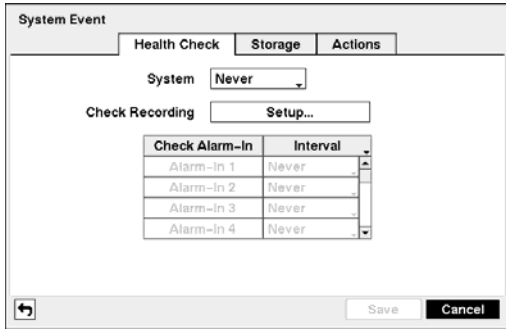 System Event
Health Check Storage Actions
System Never
Check Recording Setup...
Check Alarm-In Interval
Alarm-In 1 Never
Alarm-In 2 Never
Alarm-In 3 Never
Alarm-In 4 Never
Save Cancel